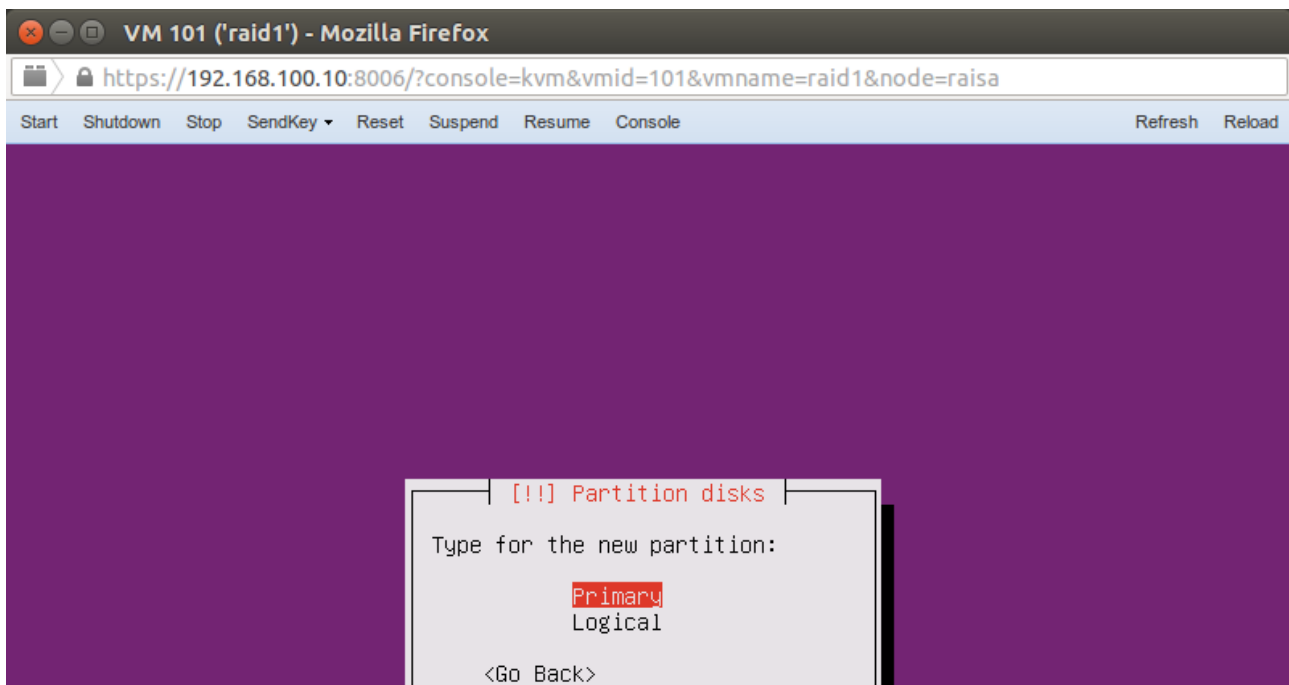 VM 101 ('raid1') - Mozilla Firefox
https://192.168.100.10:8006/?console=kvm&vmid=101&vmname=raid1&node=raisa
Start Shutdown Stop SendKey Reset Suspend Resume Console Refresh Reload
[!!] Partition disks
Type for the new partition:
Primary
Logical
<Go Back>